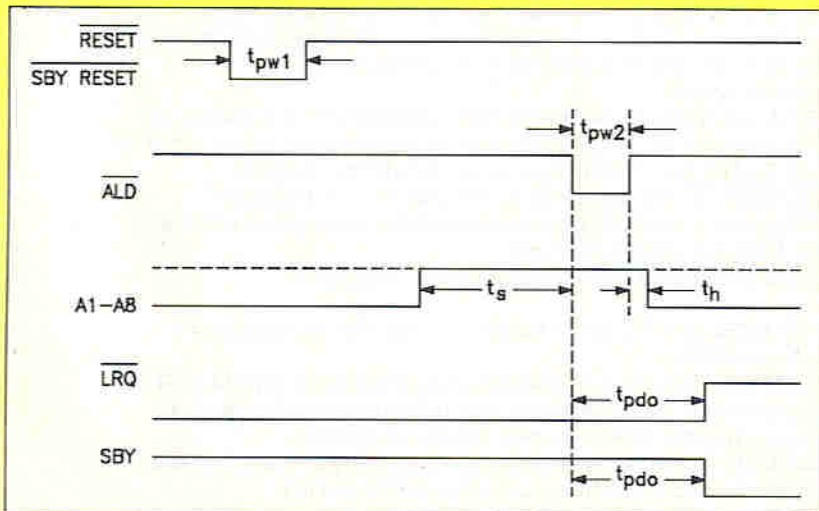 RESET
tpw1
SBY RESET
tpw2
ALD
ts
th
A1-A8
LRQ
tpdo
SBY
tpdo